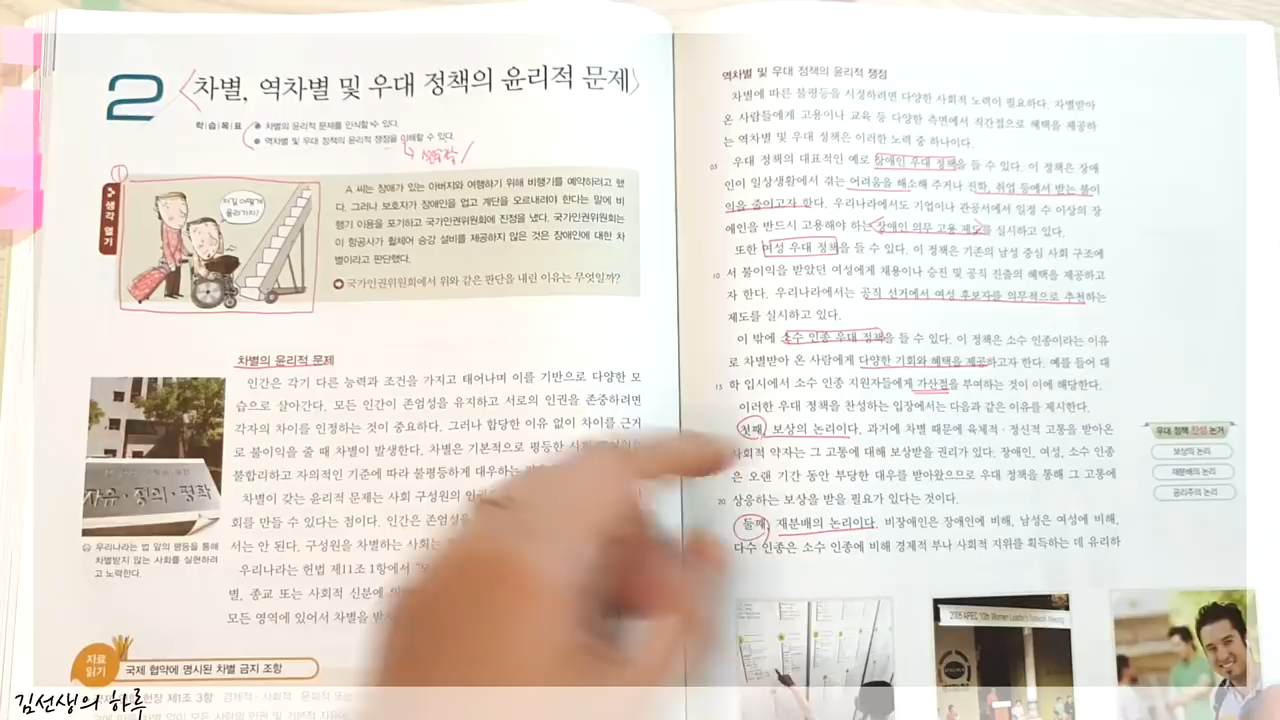 2
차별, 역차별 및 우대 정책의 윤리적 문제
학|습|목|표
차별의 윤리적 문제를 인식할 수 있다.
역차별 및 우대 정책의 윤리적 쟁점을 이해할 수 있다.
①
생각 열기
저길 어떻게
올라가지?
A 씨는 장애가 있는 아버지와 여행하기 위해 비행기를 예약하려고 했
다. 그러나 보호자가 장애인을 업고 계단을 오르내려야 한다는 말에 비
행기 이용을 포기하고 국가인권위원회에 진정을 냈다. 국가인권위원회는
이 항공사가 휠체어 승강 설비를 제공하지 않은 것은 장애인에 대한 차
별이라고 판단했다.
국가인권위원회에서 위와 같은 판단을 내린 이유는 무엇일까?
차별의 윤리적 문제
인간은 각기 다른 능력과 조건을 가지고 태어나며 이를 기반으로 다양한 모
습으로 살아간다. 모든 인간이 존엄성을 유지하고 서로의 인권을 존중하려면
각자의 차이를 인정하는 것이 중요하다. 그러나 합당한 이유 없이 차이를 근거
로 불이익을 줄 때 차별이 발생한다. 차별은 기본적으로 평등한
불합리하고 자의적인 기준에 따라 불평등하게 대우하는
차별이 갖는 윤리적 문제는 사회 구성원의
회를 만들 수 있다는 점이다. 인간은 존엄성을
서는 안 된다. 구성원을 차별하는 사회는
우리나라는 헌법 제11조 1항에서
별, 종교 또는 사회적 신분에
모든 영역에 있어서 차별을
자유·정의·평화
우리나라는 법 앞의 평등을 통해
차별받지 않는 사회를 실현하려
고 노력한다.
자료
읽기
국제 협약에 명시된 차별 금지 조항
헌장 제1조 3항 경제적·사회적
김선생의 하루
역차별 및 우대 정책의 윤리적 쟁점
차별에 따른 불평등을 시정하려면 다양한 사회적 노력이 필요하다. 차별받아
온 사람들에게 고용이나 교육 등 다양한 측면에서 직간접으로 혜택을 제공하
는 역차별 및 우대 정책은 이러한 노력 중 하나이다.
05 우대 정책의 대표적인 예로 장애인 우대 정책을 들 수 있다. 이 정책은 장애
인이 일상생활에서 겪는 어려움을 해소해 주거나 진학, 취업 등에서 받는 불이
익을 줄이고자 한다. 우리나라에서도 기업이나 관공서에서 일정 수 이상의 장
애인을 반드시 고용해야 하는 장애인 의무 고용 제도를 실시하고 있다.
또한 여성 우대 정책을 들 수 있다. 이 정책은 기존의 남성 중심 사회 구조에
10 서 불이익을 받았던 여성에게 채용이나 승진 및 공직 진출의 혜택을 제공하고
자 한다. 우리나라에서는 공직 선거에서 여성 후보자를 의무적으로 추천하는
제도를 실시하고 있다.
이 밖에 소수 인종 우대 정책을 들 수 있다. 이 정책은 소수 인종이라는 이유
로 차별받아 온 사람에게 다양한 기회와 혜택을 제공하고자 한다. 예를 들어 대
15 학 입시에서 소수 인종 지원자들에게 가산점을 부여하는 것이 이에 해당한다.
이러한 우대 정책을 찬성하는 입장에서는 다음과 같은 이유를 제시한다.
첫째, 보상의 논리이다. 과거에 차별 때문에 육체적·정신적 고통을 받아온
사회적 약자는 그 고통에 대해 보상받을 권리가 있다. 장애인, 여성, 소수 인종
은 오랜 기간 동안 부당한 대우를 받아왔으므로 우대 정책을 통해 그 고통에
20 상응하는 보상을 받을 필요가 있다는 것이다.
둘째, 재분배의 논리이다. 비장애인은 장애인에 비해, 남성은 여성에 비해,
다수 인종은 소수 인종에 비해 경제적 부나 사회적 지위를 획득하는 데 유리하
우대 정책 찬성 논거
보상의 논리
재분배의 논리
공리주의 논리
2005 APEC 10th Women Leaders' Network Meeting